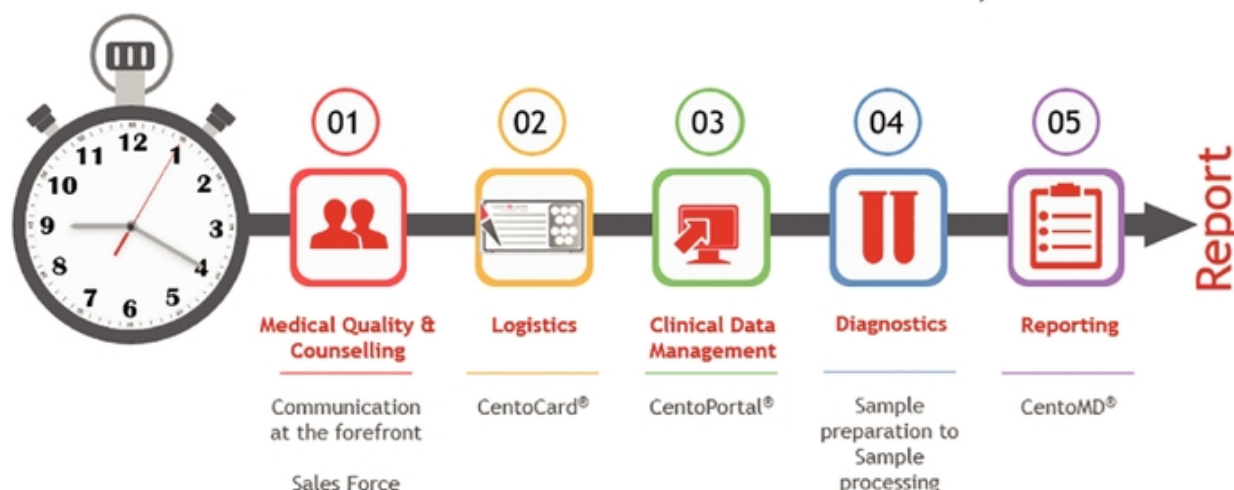 12
1
2
3
4
5
6
7
8
9
10
11
01
02
03
04
05
Report
Medical Quality &
Counselling
Communication
at the forefront
Sales Force
Logistics
CentoCard®
Clinical Data
Management
CentoPortal®
Diagnostics
Sample
preparation to
Sample
processing
Reporting
CentoMD®